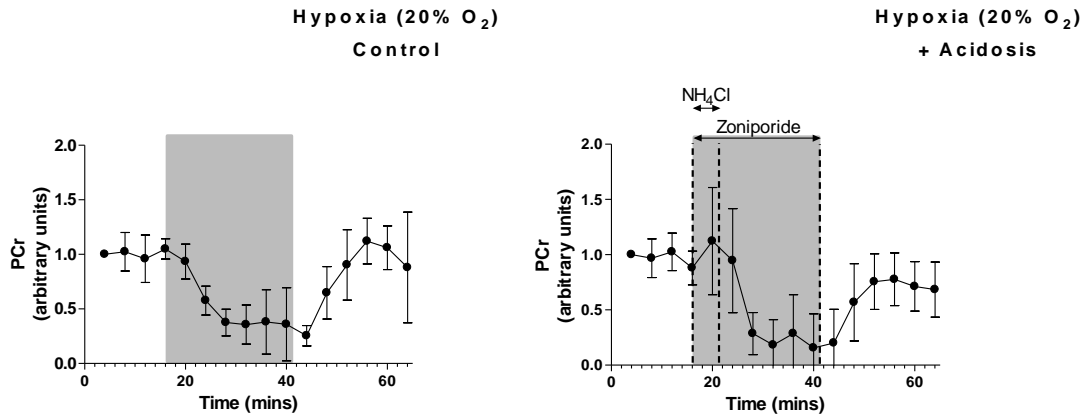 Hypoxia (20% O₂)
Control
2.0
1.5
1.0
0.5
0.0
PCr
(arbitrary units)
0 20 40 60
Time (mins)
Hypoxia (20% O₂)
+ Acidosis
NH₄Cl
Zoniporide
2.0
1.5
1.0
0.5
0.0
PCr
(arbitrary units)
0 20 40 60
Time (mins)